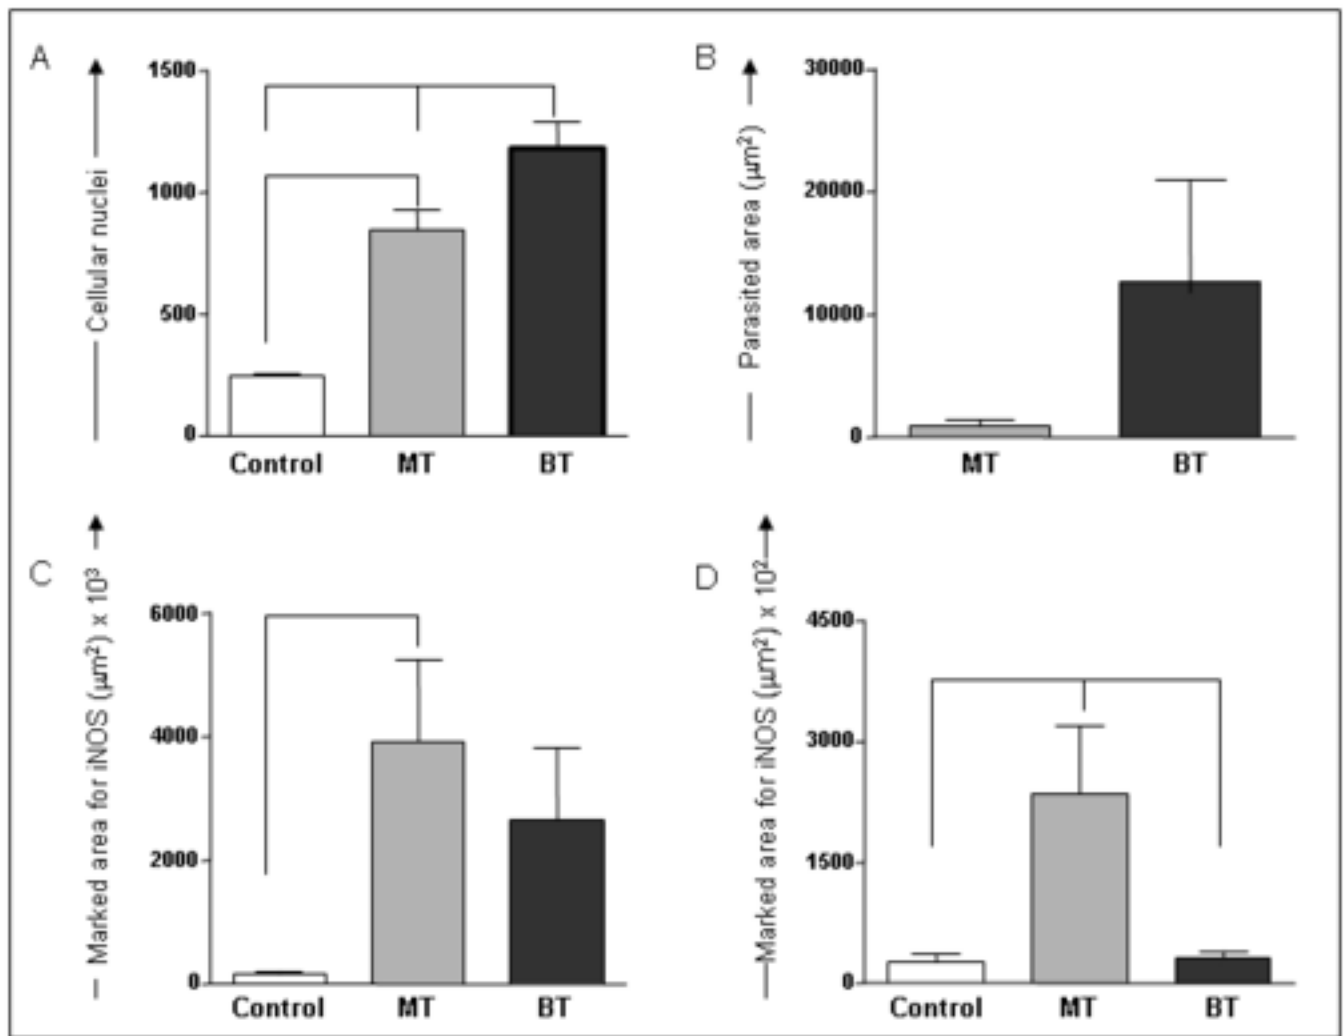 A
Cellular nuclei
1500
1000
500
0
Control MT BT
B
Parasited area (μm²)
30000
20000
10000
0
MT BT
C
Marked area for iNOS (μm²) x 10³
6000
4000
2000
0
Control MT BT
D
Marked area for iNOS (μm²) x 10²
4500
3000
1500
0
Control MT BT